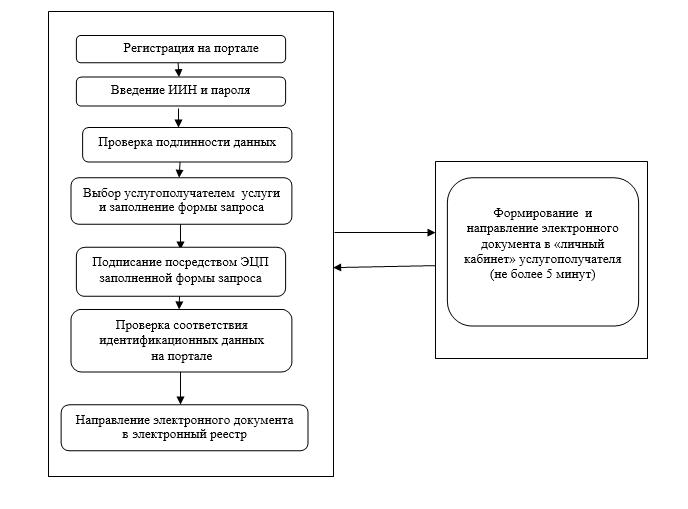 Регистрация на портале
Введение ИИН и пароля
Проверка подлинности данных
Выбор услугополучателем услуги
и заполнение формы запроса
Подписание посредством ЭЦП
заполненной формы запроса
Проверка соответствия
идентификационных данных
на портале
Направление электронного документа
в электронный реестр
Формирование и
направление электронного
документа в «личный
кабинет» услугополучателя
(не более 5 минут)